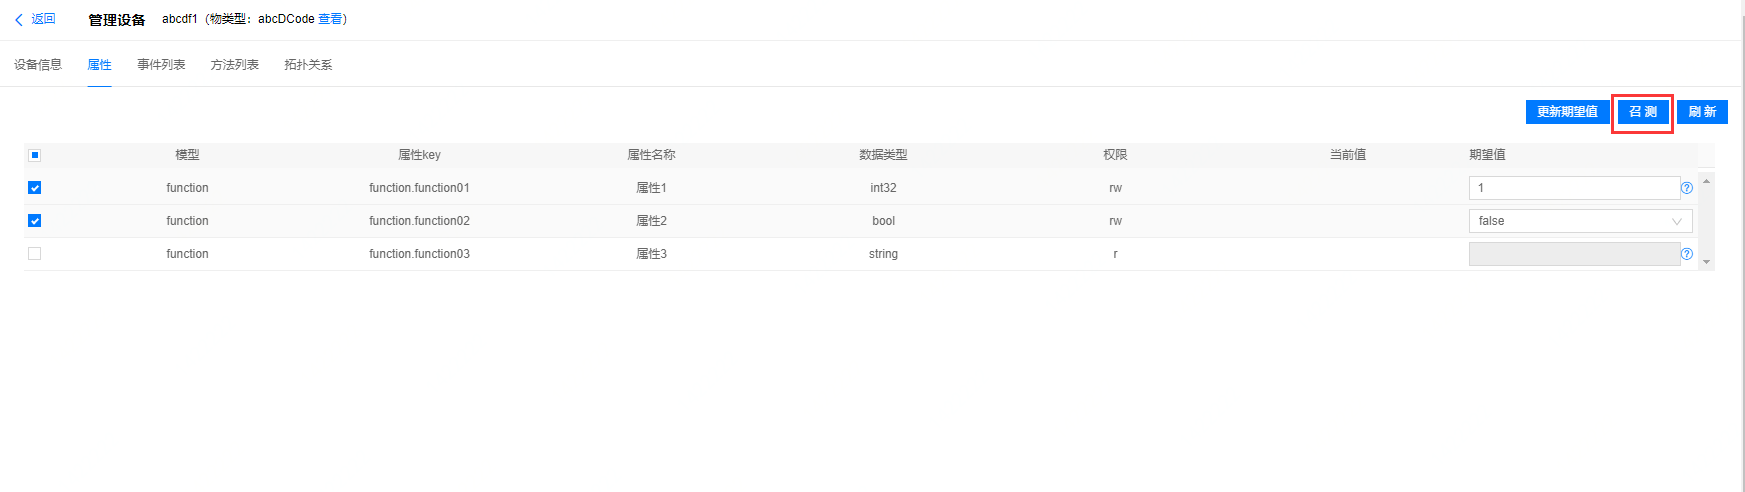 返回 管理设备 abcdf1（物类型：abcDCode 查看）
设备信息 属性 事件列表 方法列表 拓扑关系
更新期望值 召 测 刷 新
模型 属性key 属性名称 数据类型 权限 当前值 期望值
function function.function01 属性1 int32 rw 1 ?
function function.function02 属性2 bool rw false
function function.function03 属性3 string r ?